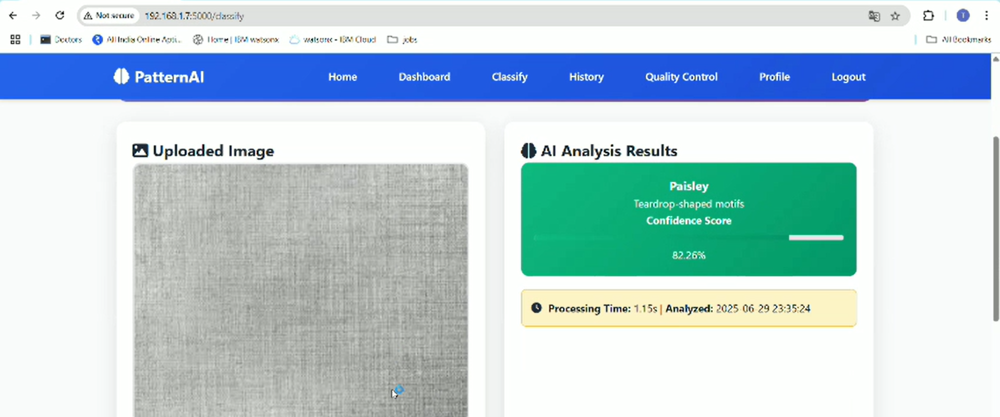 Not secure 192.168.1.7:5000/classify
Doctors All India Online Apti... Home | IBM watsonx watsonx - IBM Cloud jobs All Bookmarks
PatternAI Home Dashboard Classify History Quality Control Profile Logout
Uploaded Image
AI Analysis Results
Paisley
Teardrop-shaped motifs
Confidence Score
82.26%
Processing Time: 1.15s | Analyzed: 2025-06-29 23:35:24
T